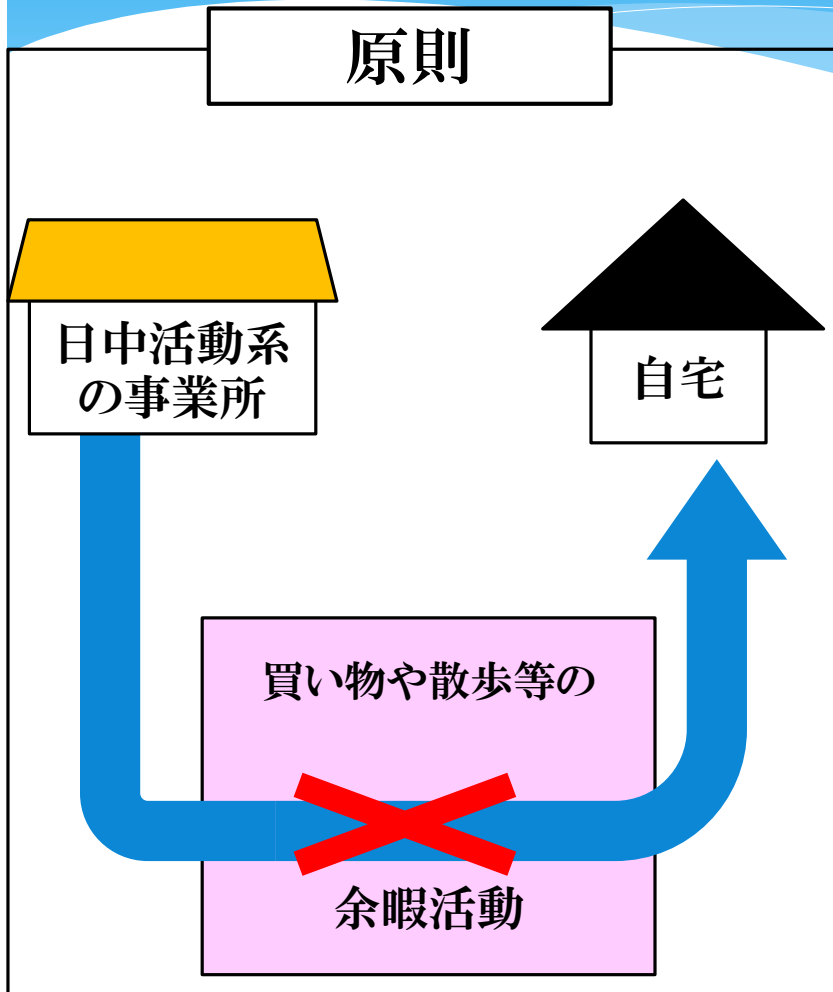 原則
日中活動系
の事業所
自宅
買い物や散歩等の
余暇活動